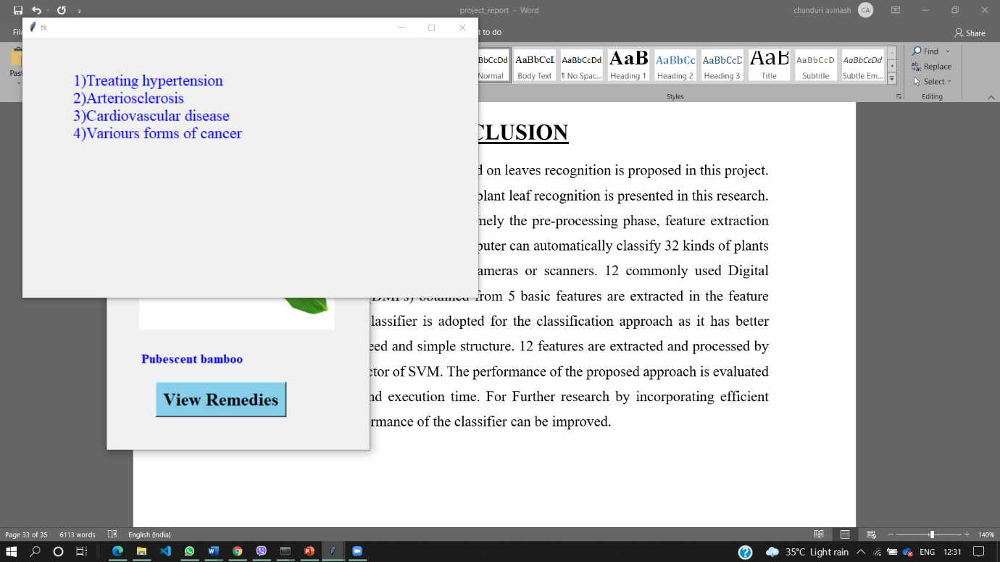 project_report - Word
chunduri avinash
CA
tk
t to do
Share
1)Treating hypertension
2)Arteriosclerosis
3)Cardiovascular disease
4)Variours forms of cancer
Normal
AaBbCcI Body Text
AaBbCcDd ¶ No Spac...
AaB Heading 1
AaBbCc Heading 2
AaBbCcD Heading 3
AaB Title
AaBbCcD Subtitle
AaBbCcDd Subtle Em...
Styles
Find
Replace
Select
Editing
CLUSION
d on leaves recognition is proposed in this project.
plant leaf recognition is presented in this research.
mely the pre-processing phase, feature extraction
puter can automatically classify 32 kinds of plants
ameras or scanners. 12 commonly used Digital
(DMFs) obtained from 5 basic features are extracted in the feature
classifier is adopted for the classification approach as it has better
eed and simple structure. 12 features are extracted and processed by
ctor of SVM. The performance of the proposed approach is evaluated
nd execution time. For Further research by incorporating efficient
ormance of the classifier can be improved.
Pubescent bamboo
View Remedies
Page 33 of 35 6113 words English (India)
140%
35°C Light rain ENG 12:31